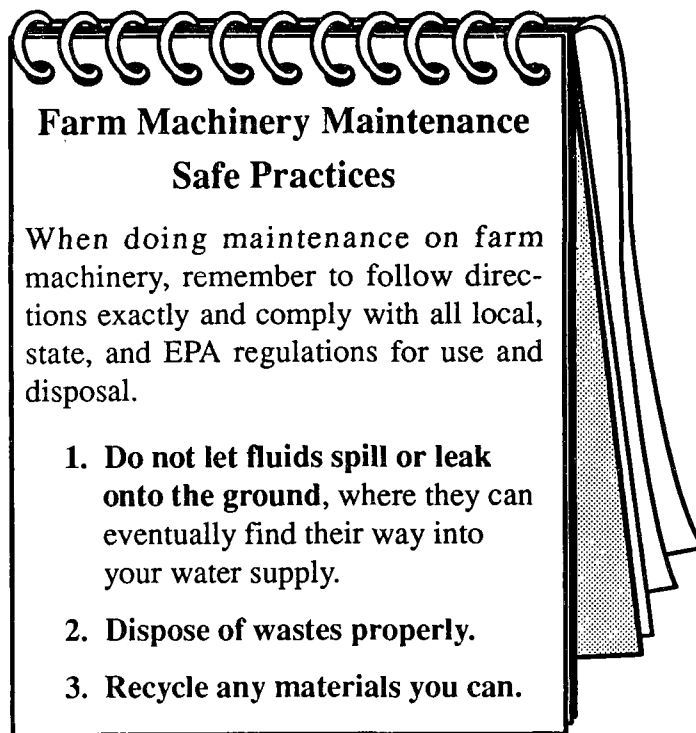 Farm Machinery Maintenance
Safe Practices
When doing maintenance on farm
machinery, remember to follow direc-
tions exactly and comply with all local,
state, and EPA regulations for use and
disposal.
1. Do not let fluids spill or leak
onto the ground, where they can
eventually find their way into
your water supply.
2. Dispose of wastes properly.
3. Recycle any materials you can.